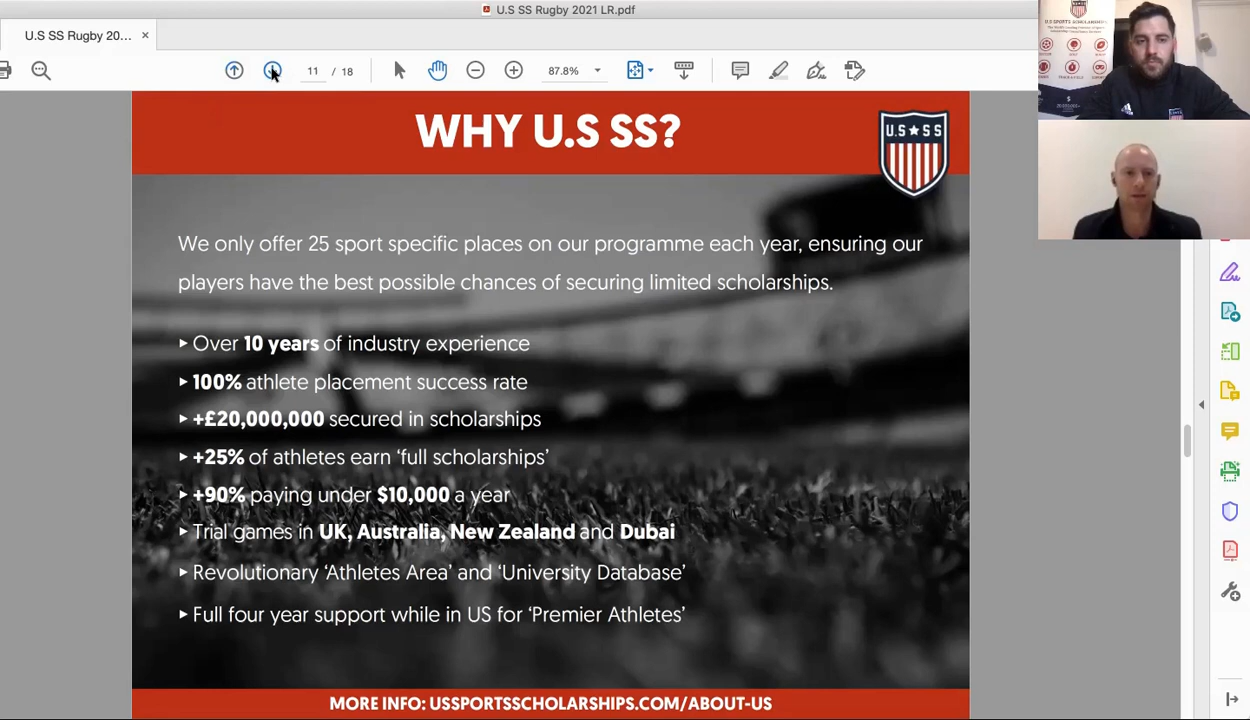 U.S SS Rugby 2021 LR.pdf
U.S SS Rugby 20... ×
11 / 18
87.8%
WHY U.S SS?
U.S ★ S S
We only offer 25 sport specific places on our programme each year, ensuring our
players have the best possible chances of securing limited scholarships.
Over 10 years of industry experience
100% athlete placement success rate
+£20,000,000 secured in scholarships
+25% of athletes earn ‘full scholarships’
+90% paying under $10,000 a year
Trial games in UK, Australia, New Zealand and Dubai
Revolutionary ‘Athletes Area’ and ‘University Database’
Full four year support while in US for ‘Premier Athletes’
MORE INFO: USSPORTSSCHOLARSHIPS.COM/ABOUT-US
U.S SPORTS SCHOLARSHIPS